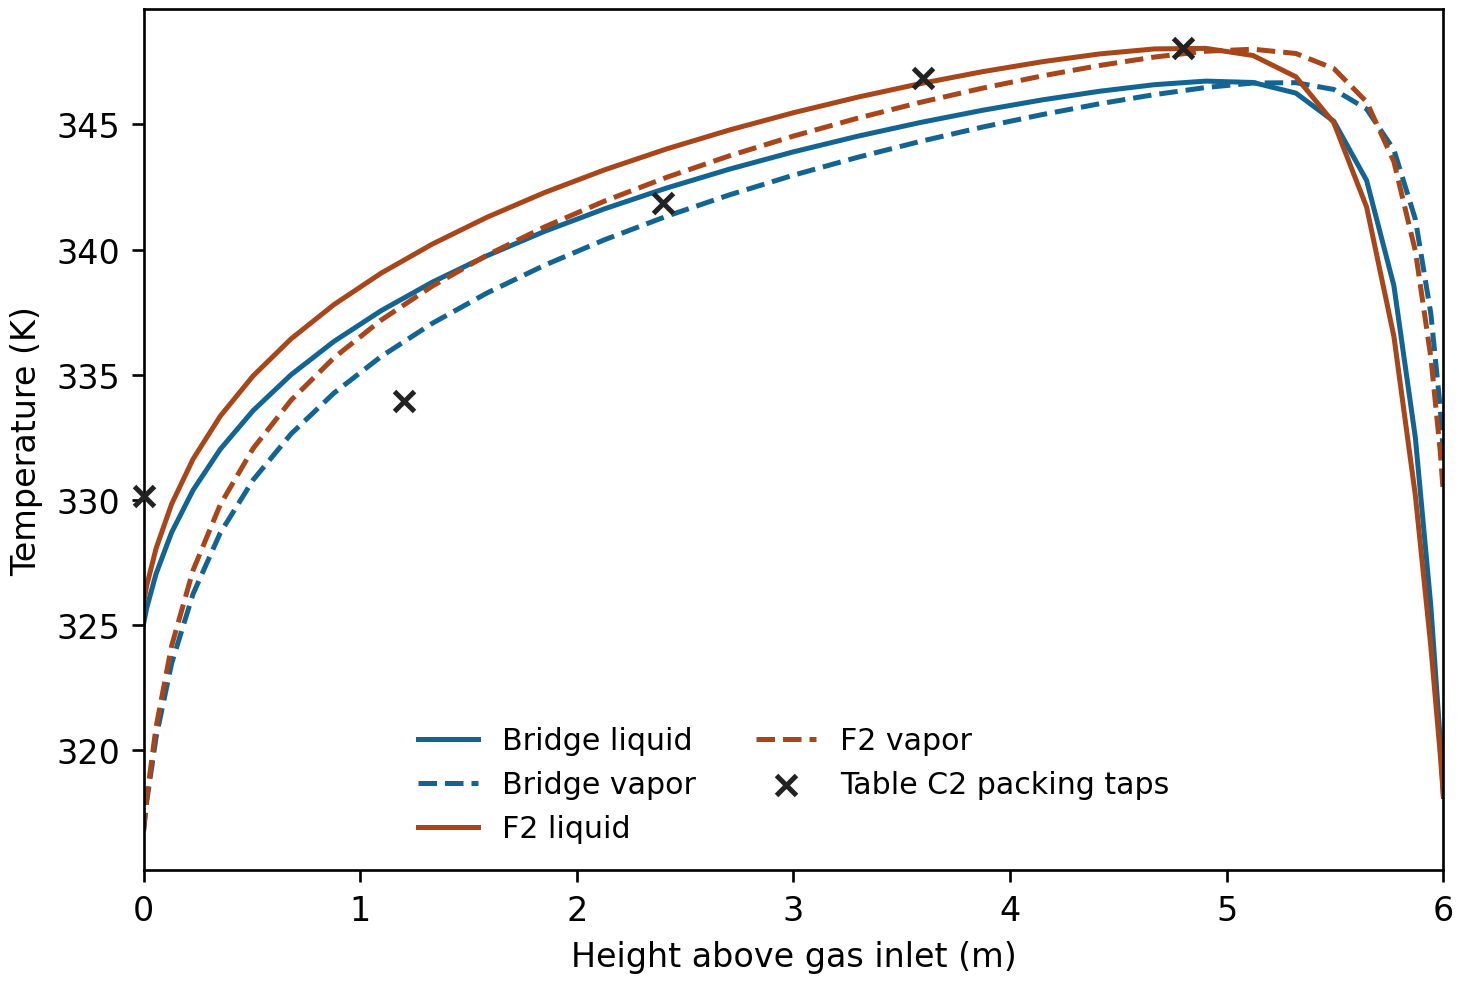 Temperature (K)
345
340
335
330
325
320
Bridge liquid
Bridge vapor
F2 liquid
F2 vapor
Table C2 packing taps
0 1 2 3 4 5 6
Height above gas inlet (m)